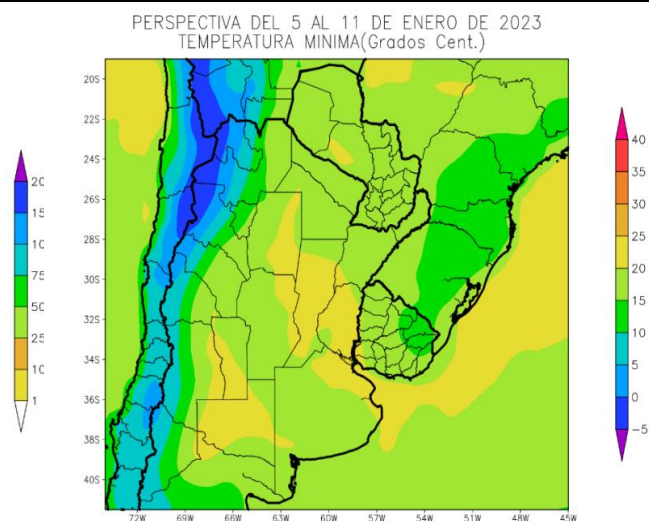 PERSPECTIVA DEL 5 AL 11 DE ENERO DE 2023
TEMPERATURA MINIMA(Grados Cent.)
20
15
10
75
50
25
10
1
20S
22S
24S
26S
28S
30S
32S
34S
36S
38S
40S
72W 69W 66W 63W 60W 57W 54W 51W 48W 45W
40
35
30
25
20
15
10
5
0
−5